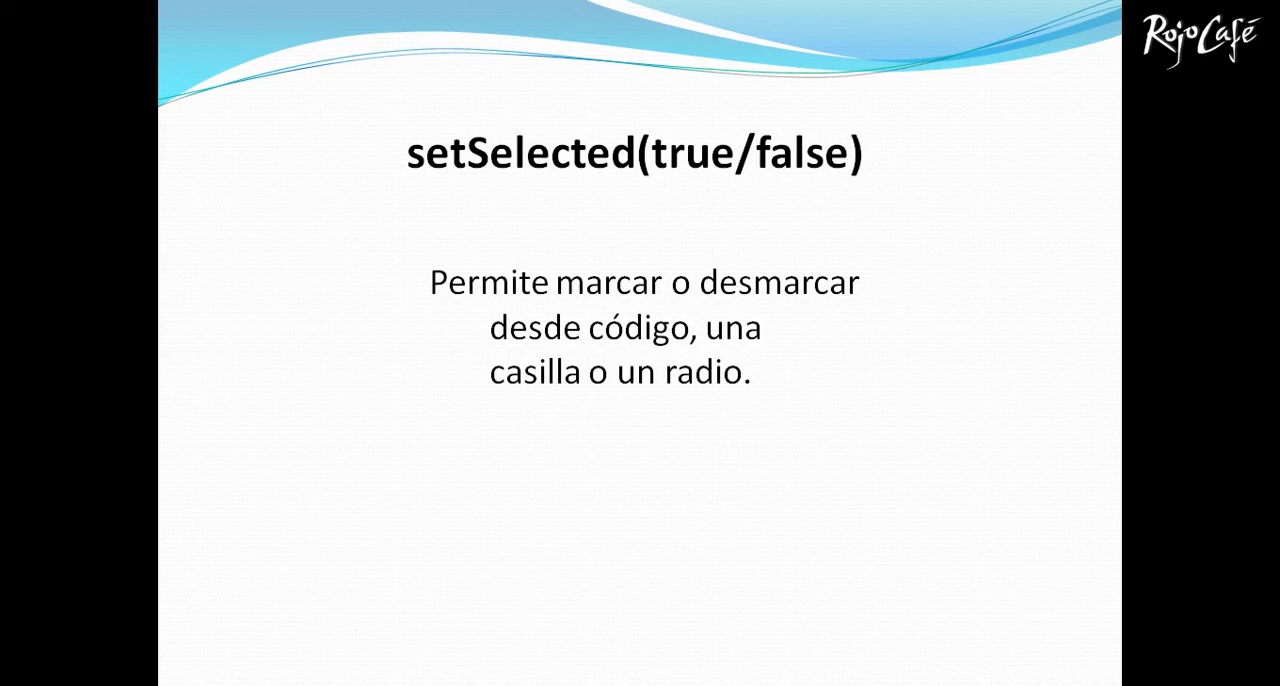 RojoCafé
setSelected(true/false)
Permite marcar o desmarcar
desde código, una
casilla o un radio.